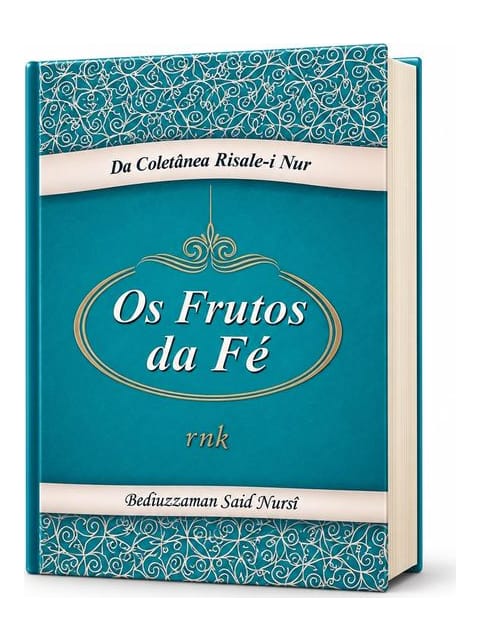 Da Coletânea Risale-i Nur
Os Frutos
da Fé
rnk
Bediuzzaman Said Nursî